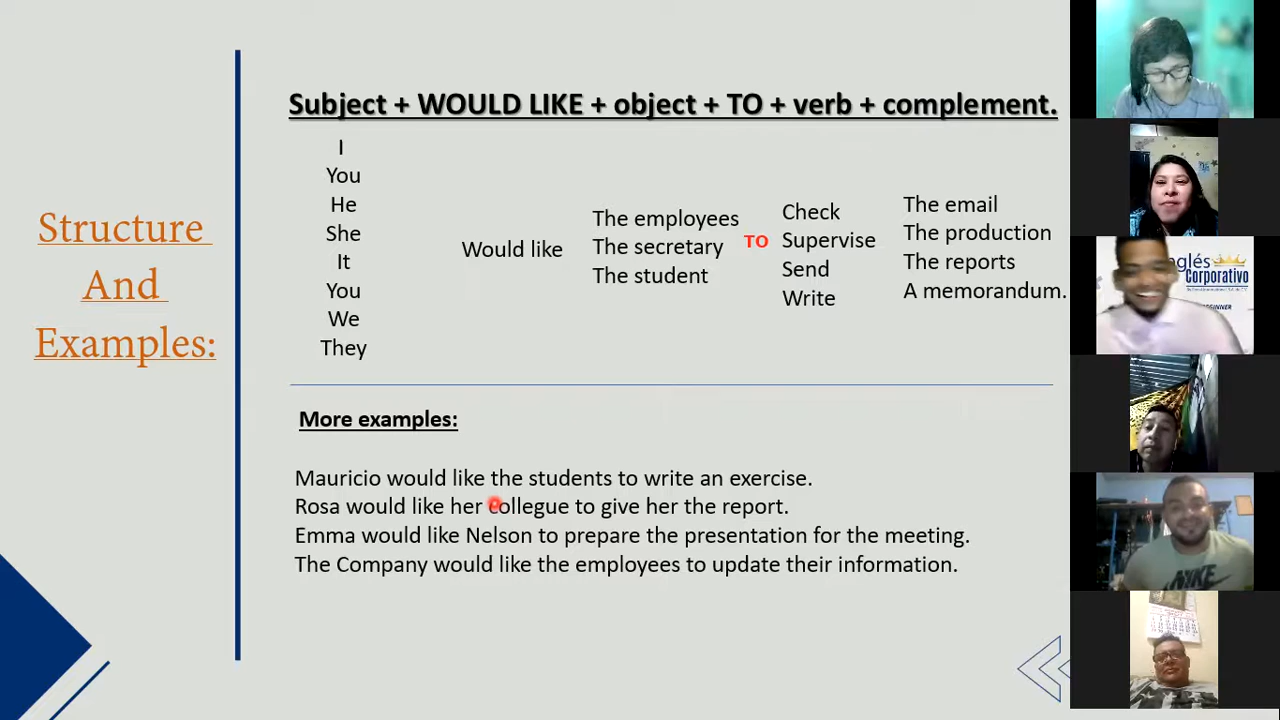 Subject + WOULD LIKE + object + TO + verb + complement.
I
You
He
She
It
You
We
They
Would like
The employees
The secretary
The student
TO
Check
Supervise
Send
Write
The email
The production
The reports
A memorandum.
Structure
And
Examples:
More examples:
Mauricio would like the students to write an exercise.
Rosa would like her collegue to give her the report.
Emma would like Nelson to prepare the presentation for the meeting.
The Company would like the employees to update their information.
Corporativo
NIKE